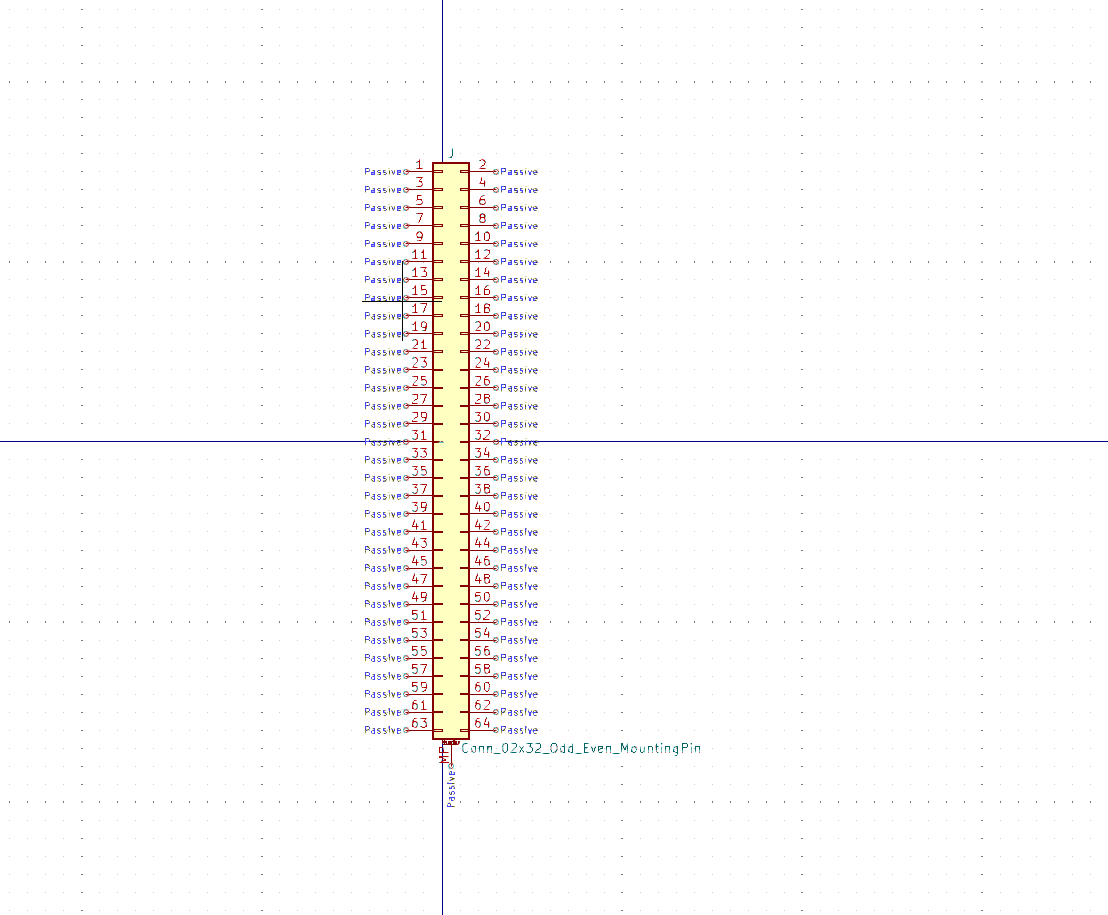 J
Passive 1 2 Passive
Passive 3 4 Passive
Passive 5 6 Passive
Passive 7 8 Passive
Passive 9 10 Passive
Passive 11 12 Passive
Passive 13 14 Passive
Passive 15 16 Passive
Passive 17 18 Passive
Passive 19 20 Passive
Passive 21 22 Passive
Passive 23 24 Passive
Passive 25 26 Passive
Passive 27 28 Passive
Passive 29 30 Passive
Passive 31 32 Passive
Passive 33 34 Passive
Passive 35 36 Passive
Passive 37 38 Passive
Passive 39 40 Passive
Passive 41 42 Passive
Passive 43 44 Passive
Passive 45 46 Passive
Passive 47 48 Passive
Passive 49 50 Passive
Passive 51 52 Passive
Passive 53 54 Passive
Passive 55 56 Passive
Passive 57 58 Passive
Passive 59 60 Passive
Passive 61 62 Passive
Passive 63 64 Passive
MP Conn_02x32_Odd_Even_MountingPin
Passive